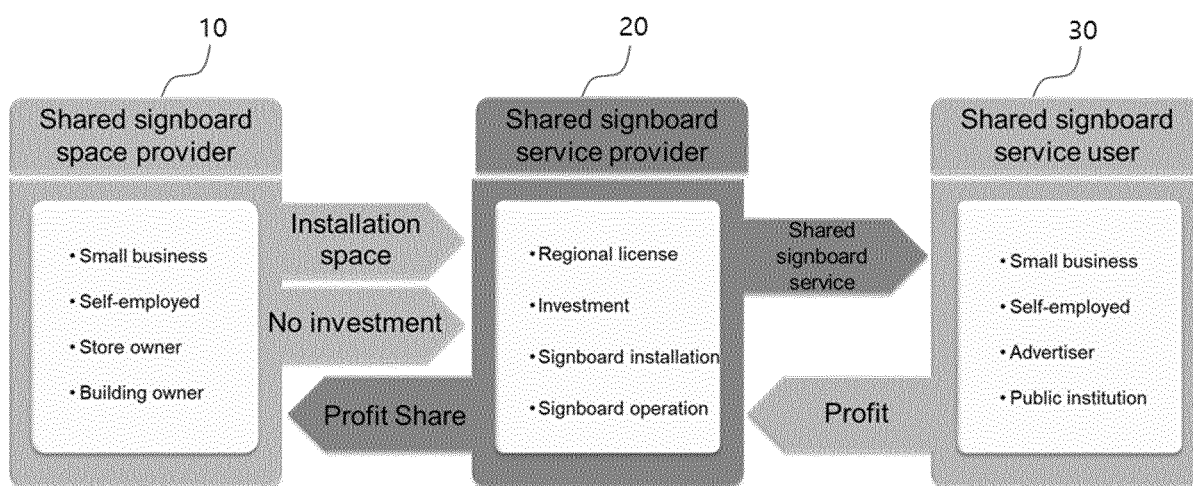 10
20
30
Shared signboard
space provider
Shared signboard
service provider
Shared signboard
service user
• Small business
• Self-employed
• Store owner
• Building owner
Installation
space
No investment
Profit Share
• Regional license
• Investment
• Signboard installation
• Signboard operation
Shared
signboard
service
Profit
• Small business
• Self-employed
• Advertiser
• Public institution